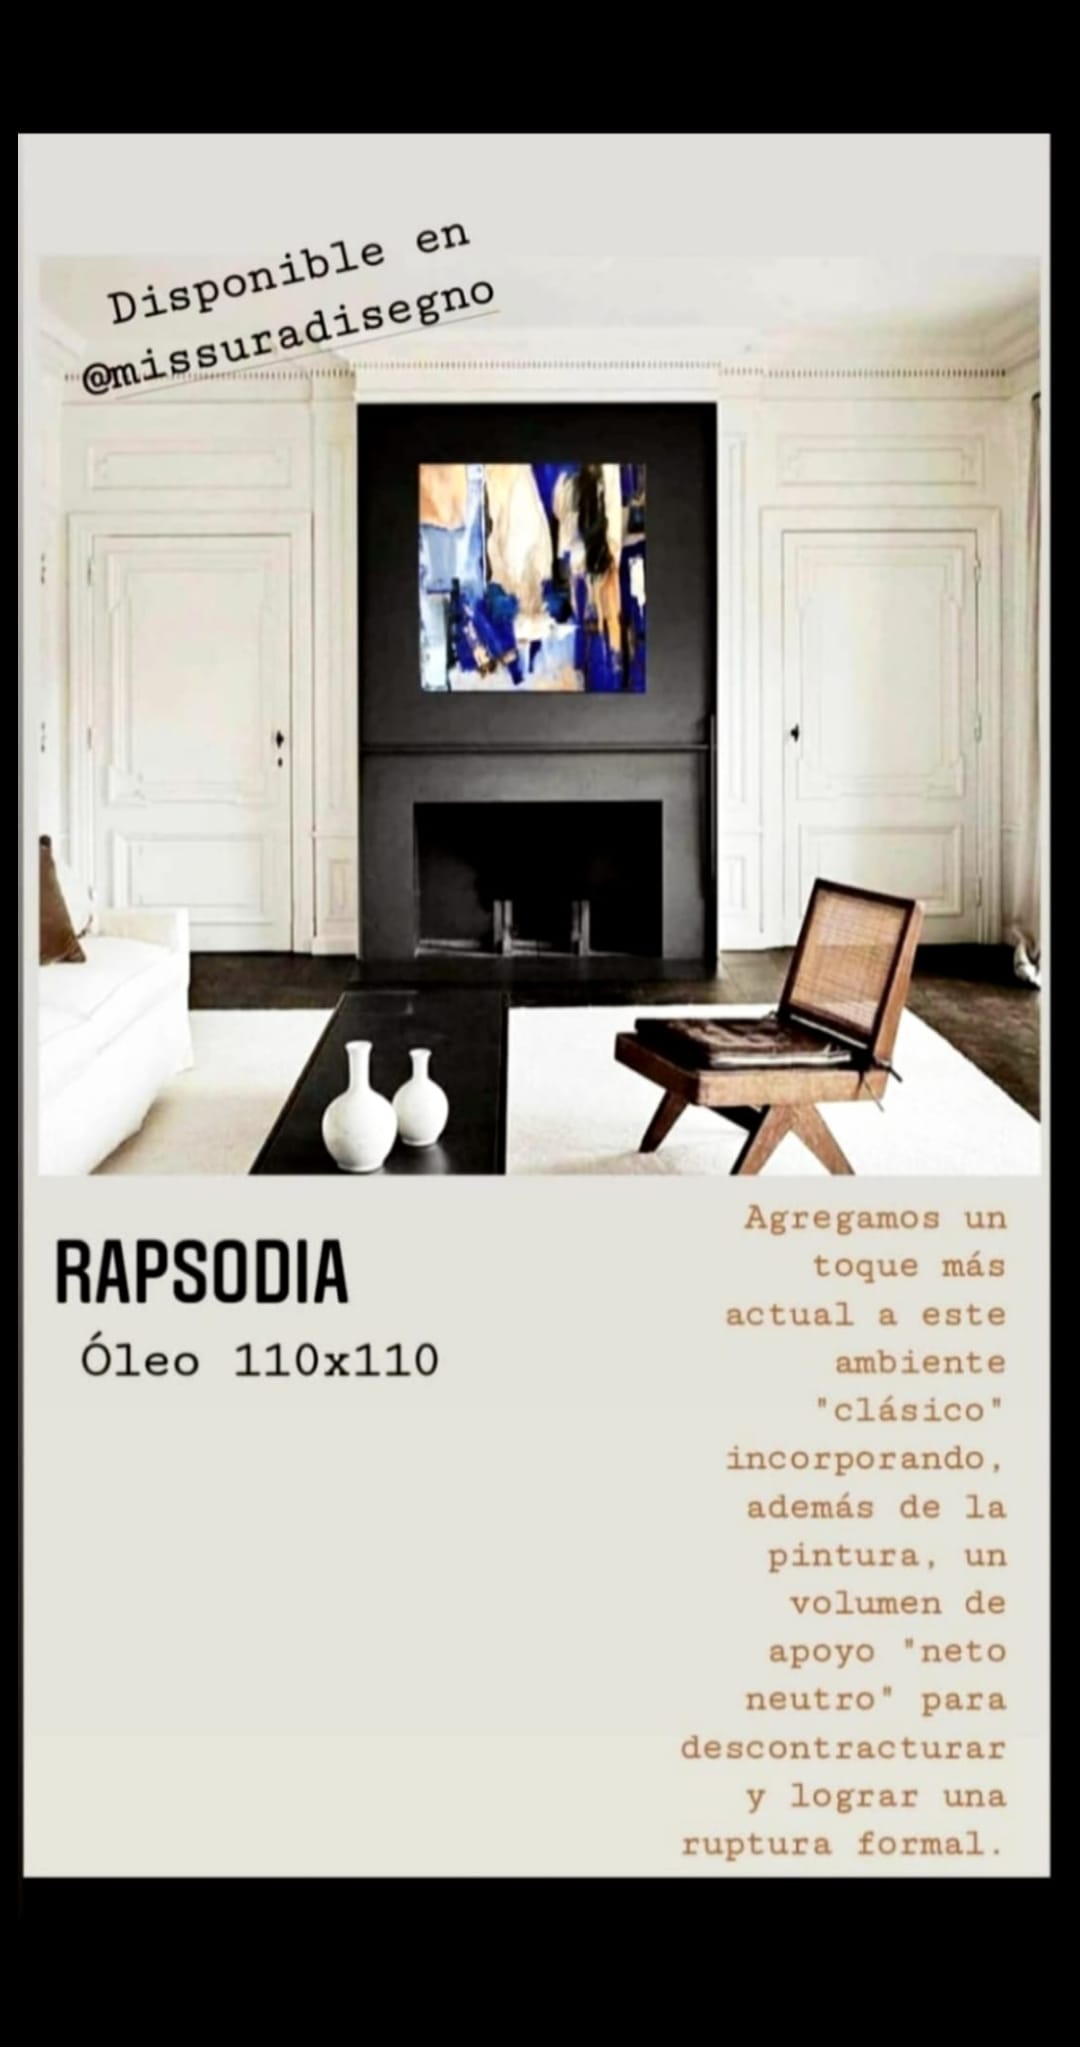 Disponible en
@missuradisegno
RAPSODIA
Óleo 110x110
Agregamos un
toque más
actual a este
ambiente
"clásico"
incorporando,
además de la
pintura, un
volumen de
apoyo "neto
neutro" para
descontracturar
y lograr una
ruptura formal.